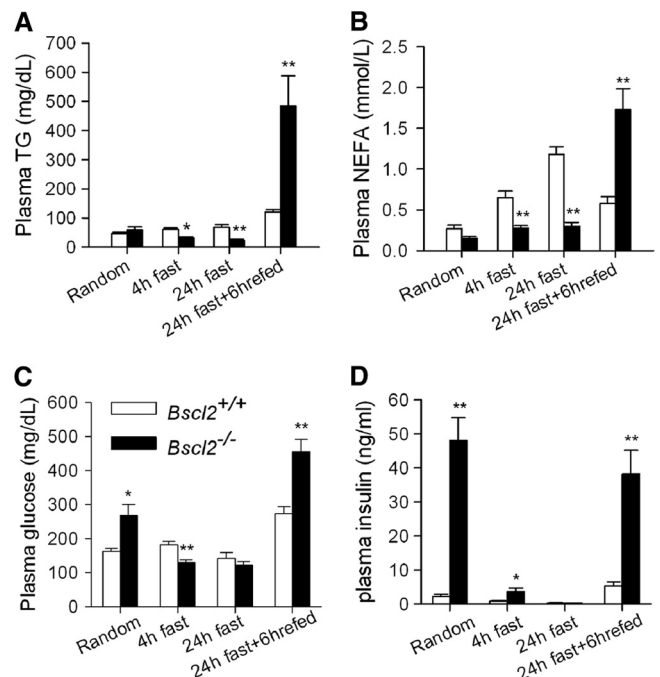 A
Plasma TG (mg/dL)
700
600
500
400
300
200
100
0
**
*
**
Random
4h fast
24h fast
24h fast+6hrefed
B
Plasma NEFA (mmol/L)
2.5
2.0
1.5
1.0
0.5
0.0
**
**
**
Random
4h fast
24h fast
24h fast+6hrefed
C
Plasma glucose (mg/dL)
600
500
400
300
200
100
0
Bscl2+/+
Bscl2-/-
*
**
**
Random
4h fast
24h fast
24h fast+6hrefed
D
plasma insulin (ng/ml)
60
50
40
30
20
10
0
**
*
**
Random
4h fast
24h fast
24h fast+6hrefed